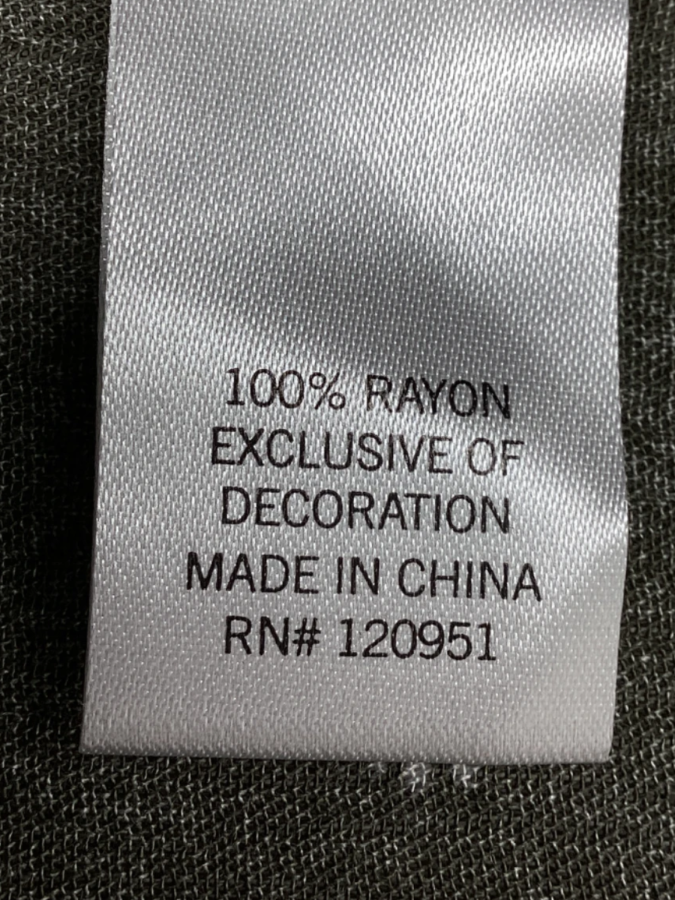 100% RAYON
EXCLUSIVE OF
DECORATION
MADE IN CHINA
RN# 120951